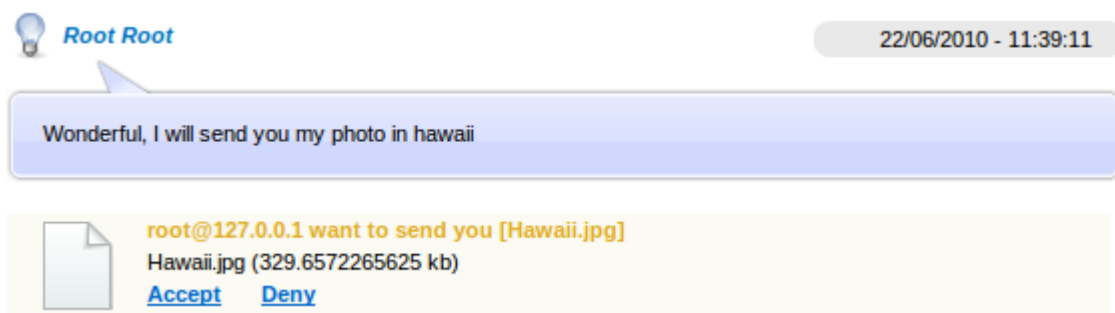 Root Root
22/06/2010 - 11:39:11
Wonderful, I will send you my photo in hawaii
root@127.0.0.1 want to send you [Hawaii.jpg]
Hawaii.jpg (329.6572265625 kb)
Accept Deny